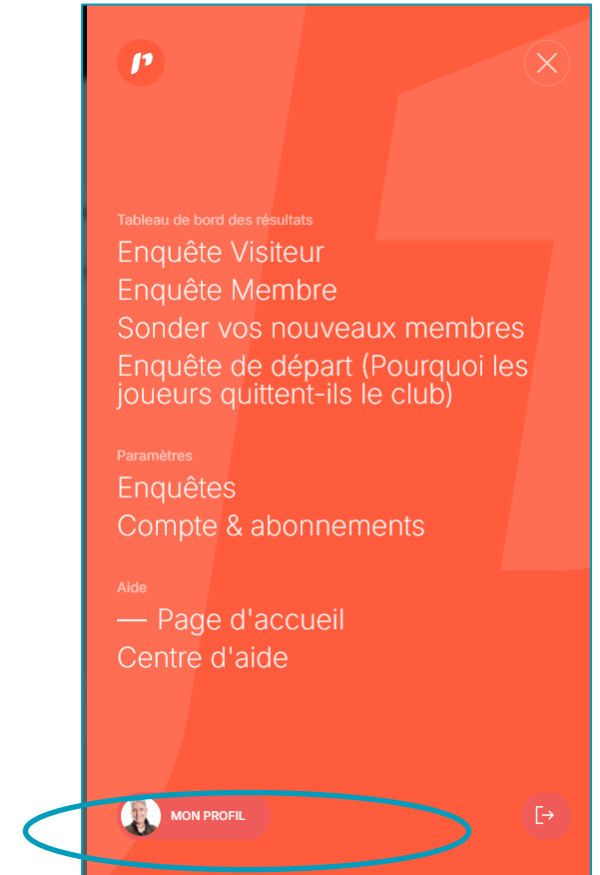 Tableau de bord des résultats
Enquête Visiteur
Enquête Membre
Sonder vos nouveaux membres
Enquête de départ (Pourquoi les
joueurs quittent-ils le club)
Paramètres
Enquêtes
Compte & abonnements
Aide
— Page d'accueil
Centre d'aide
MON PROFIL